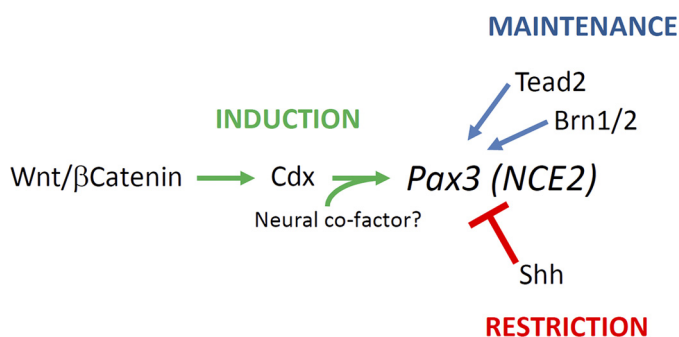 MAINTENANCE
Tead2
INDUCTION
Brn1/2
Wnt/βCatenin
Cdx
Pax3 (NCE2)
Neural co-factor?
Shh
RESTRICTION